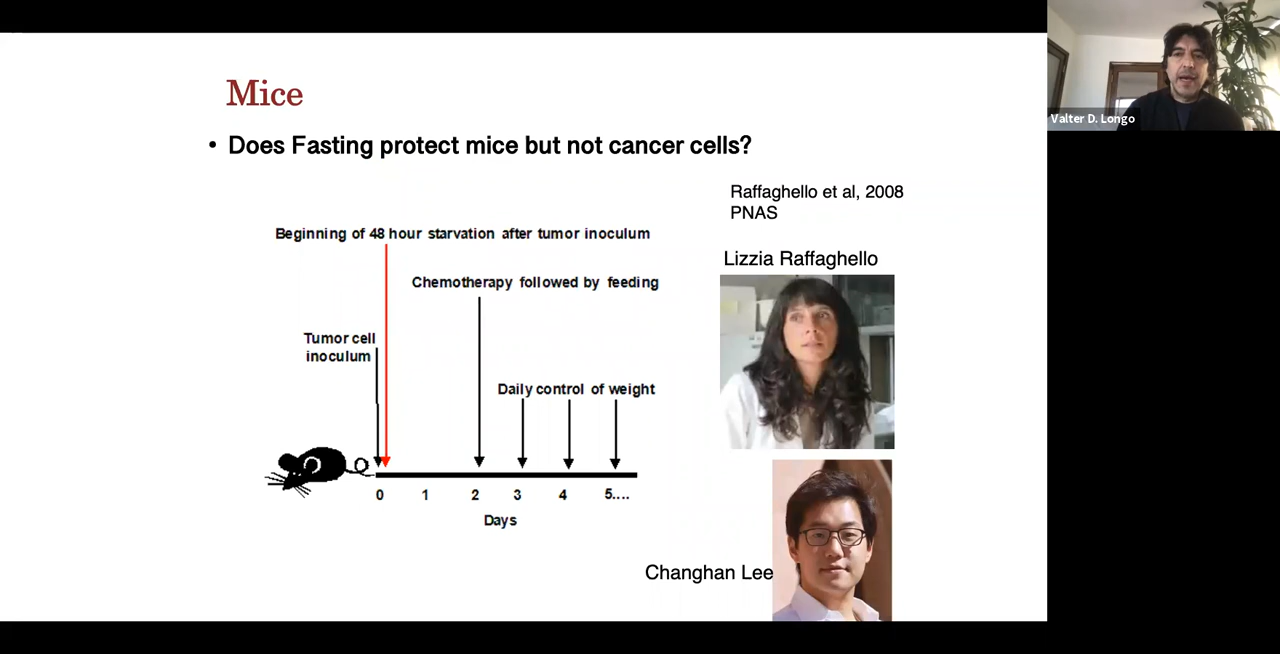 Mice
• Does Fasting protect mice but not cancer cells?
Raffaghello et al, 2008
PNAS
Beginning of 48 hour starvation after tumor inoculum
Lizzia Raffaghello
Chemotherapy followed by feeding
Tumor cell
inoculum
Daily control of weight
0 1 2 3 4 5....
Days
Changhan Lee
Valter D. Longo